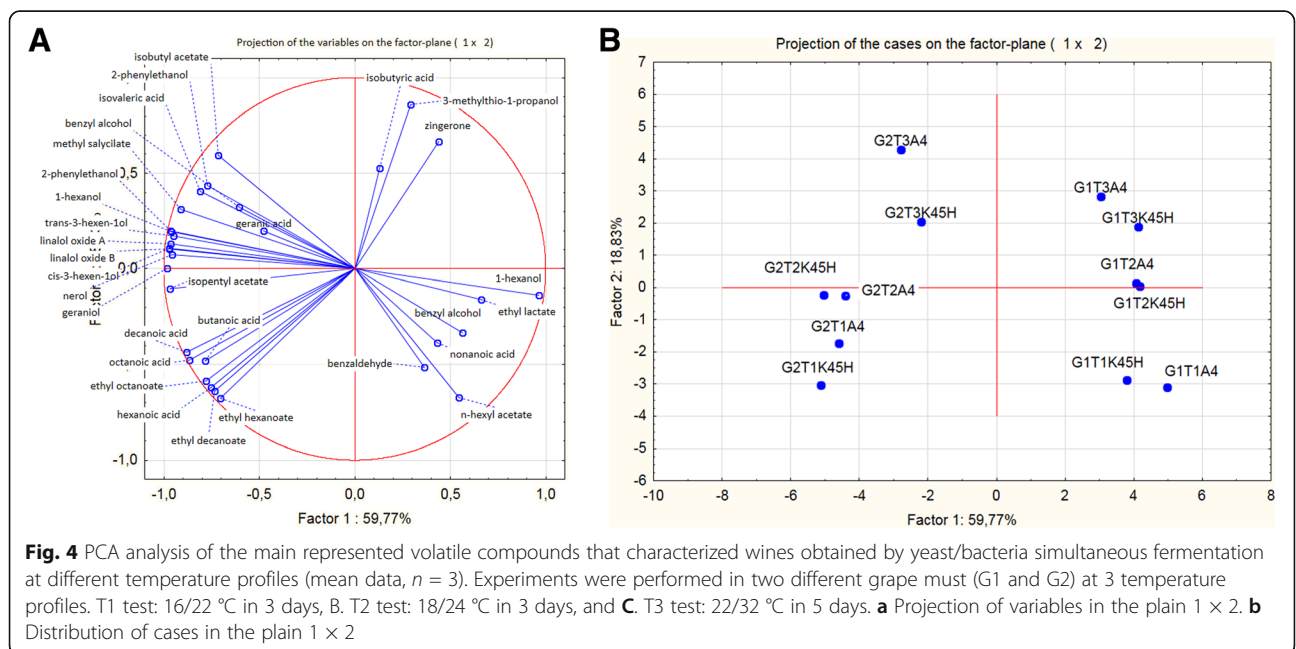 A
Projection of the variables on the factor-plane ( 1 x 2)
isobutyl acetate
2-phenylethanol
isovaleric acid
benzyl alcohol
methyl salycilate
2-phenylethanol
1-hexanol
trans-3-hexen-1ol
linalol oxide A
linalol oxide B
cis-3-hexen-1ol
nerol
geraniol
isobutyric acid
3-methylthio-1-propanol
zingerone
geranic acid
isopentyl acetate
butanoic acid
decanoic acid
octanoic acid
ethyl octanoate
hexanoic acid
ethyl hexanoate
ethyl decanoate
1-hexanol
ethyl lactate
benzyl alcohol
nonanoic acid
benzaldehyde
n-hexyl acetate
0,5
0,0
-1,0
-1,0 -0,5 0,0 0,5 1,0
Factor 1 : 59,77%
B
Projection of the cases on the factor-plane ( 1 x 2)
Factor 2: 18,83%
7
6
5
4
3
2
1
0
-1
-2
-3
-4
-5
-6
G2T3A4
G2T3K45H
G1T3A4
G1T3K45H
G1T2A4
G1T2K45H
G2T2K45H
G2T2A4
G2T1A4
G2T1K45H
G1T1K45H
G1T1A4
-10 -8 -6 -4 -2 0 2 4 6 8
Factor 1: 59,77%
Fig. 4 PCA analysis of the main represented volatile compounds that characterized wines obtained by yeast/bacteria simultaneous fermentation
at different temperature profiles (mean data, n = 3). Experiments were performed in two different grape must (G1 and G2) at 3 temperature
profiles. T1 test: 16/22 °C in 3 days, B. T2 test: 18/24 °C in 3 days, and C. T3 test: 22/32 °C in 5 days. a Projection of variables in the plain 1 × 2. b
Distribution of cases in the plain 1 × 2